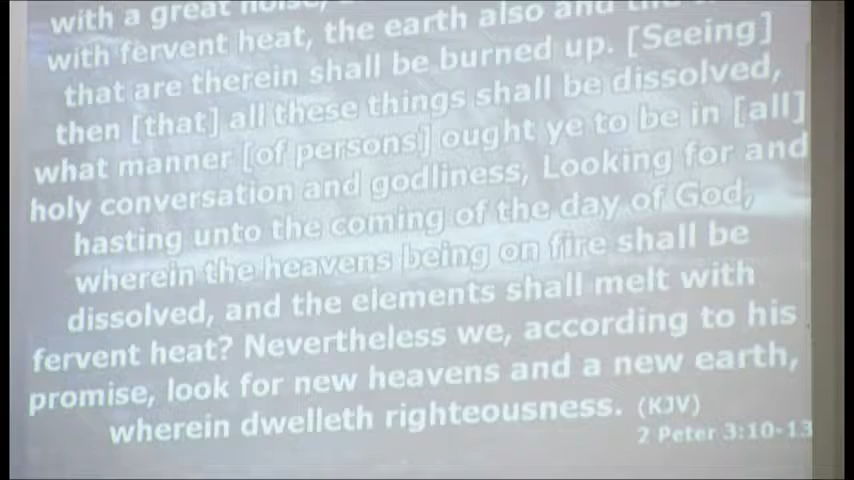 with a great noise,
with fervent heat, the earth also and
that are therein shall be burned up. [Seeing]
then [that] all these things shall be dissolved,
what manner [of persons] ought ye to be in [all]
holy conversation and godliness, Looking for and
hasting unto the coming of the day of God,
wherein the heavens being on fire shall be
dissolved, and the elements shall melt with
fervent heat? Nevertheless we, according to his
promise, look for new heavens and a new earth,
wherein dwelleth righteousness. (KJV)
2 Peter 3:10-13